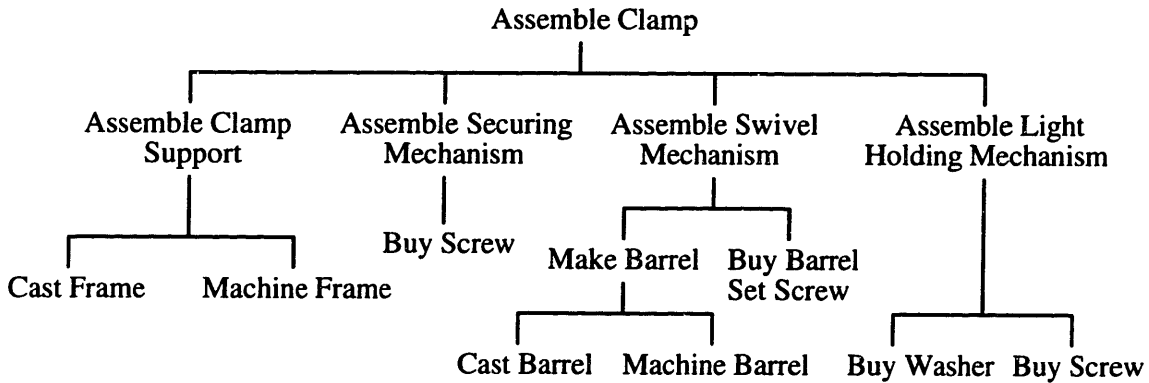 Assemble Clamp
Assemble Clamp
Support
Assemble Securing
Mechanism
Assemble Swivel
Mechanism
Assemble Light
Holding Mechanism
Buy Screw
Make Barrel
Buy Barrel
Set Screw
Cast Frame
Machine Frame
Cast Barrel
Machine Barrel
Buy Washer
Buy Screw